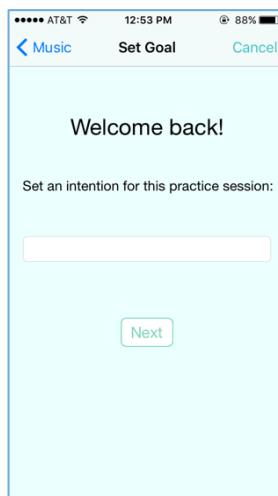 AT&T 12:53 PM 88%
Music Set Goal Cancel
Welcome back!
Set an intention for this practice session:
Next